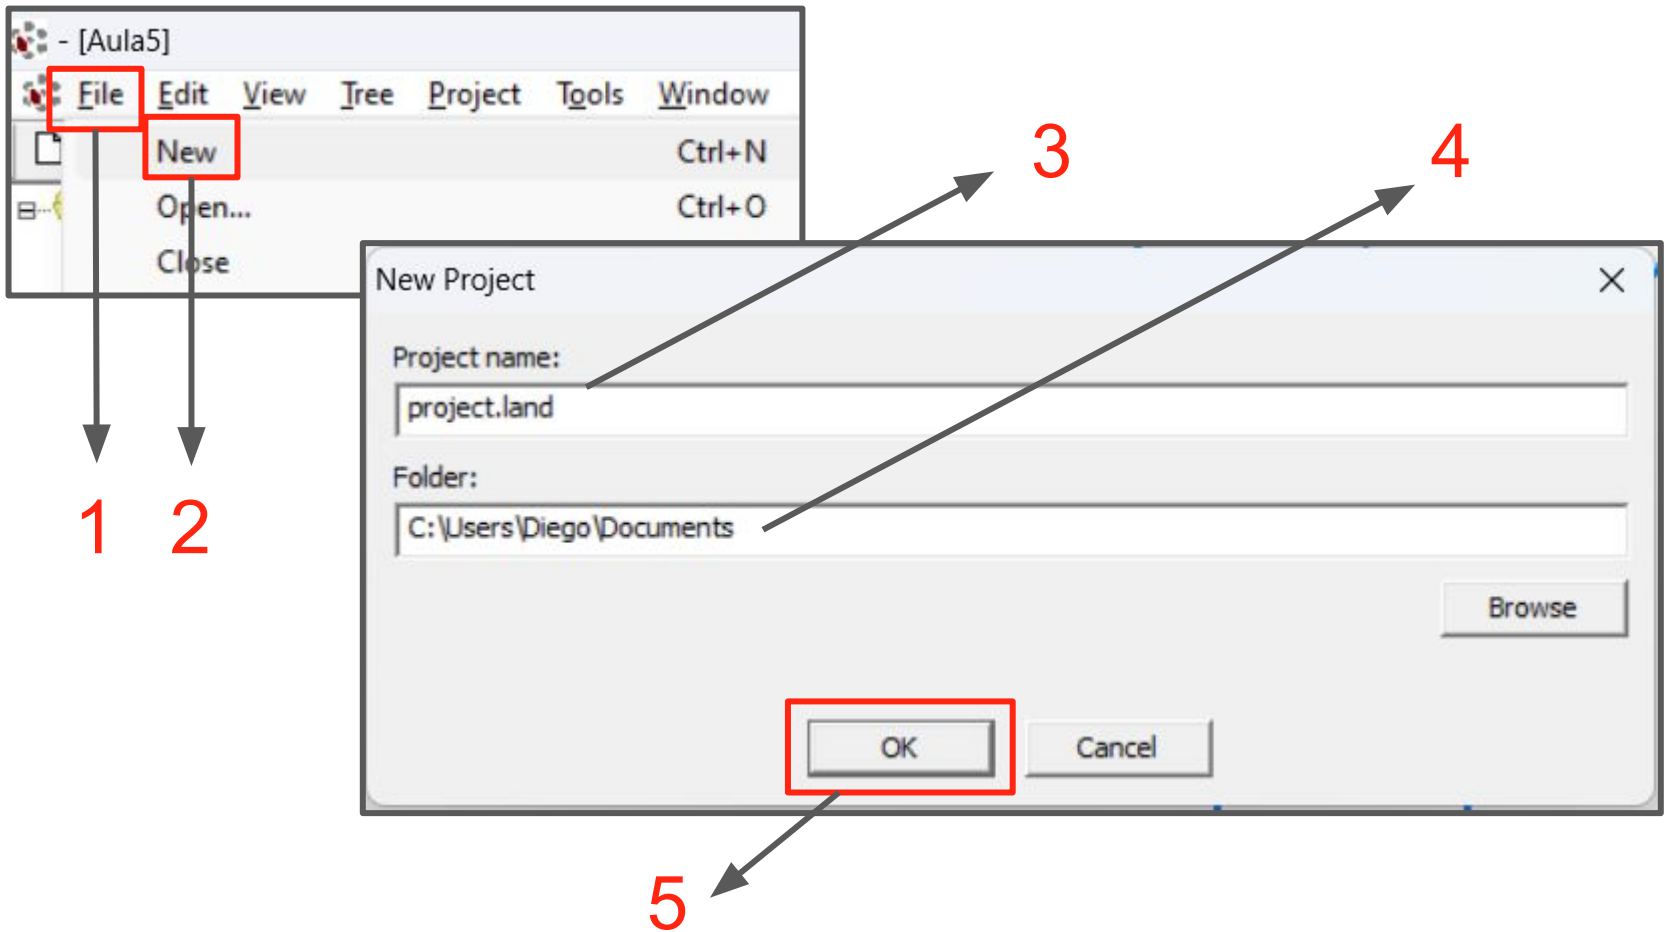 - [Aula5]
File Edit View Tree Project Tools Window
New Ctrl+N
Open... Ctrl+O
Close
1 2
3 4
New Project
Project name:
project.land
Folder:
C:\Users\Diego\Documents
Browse
OK Cancel
5